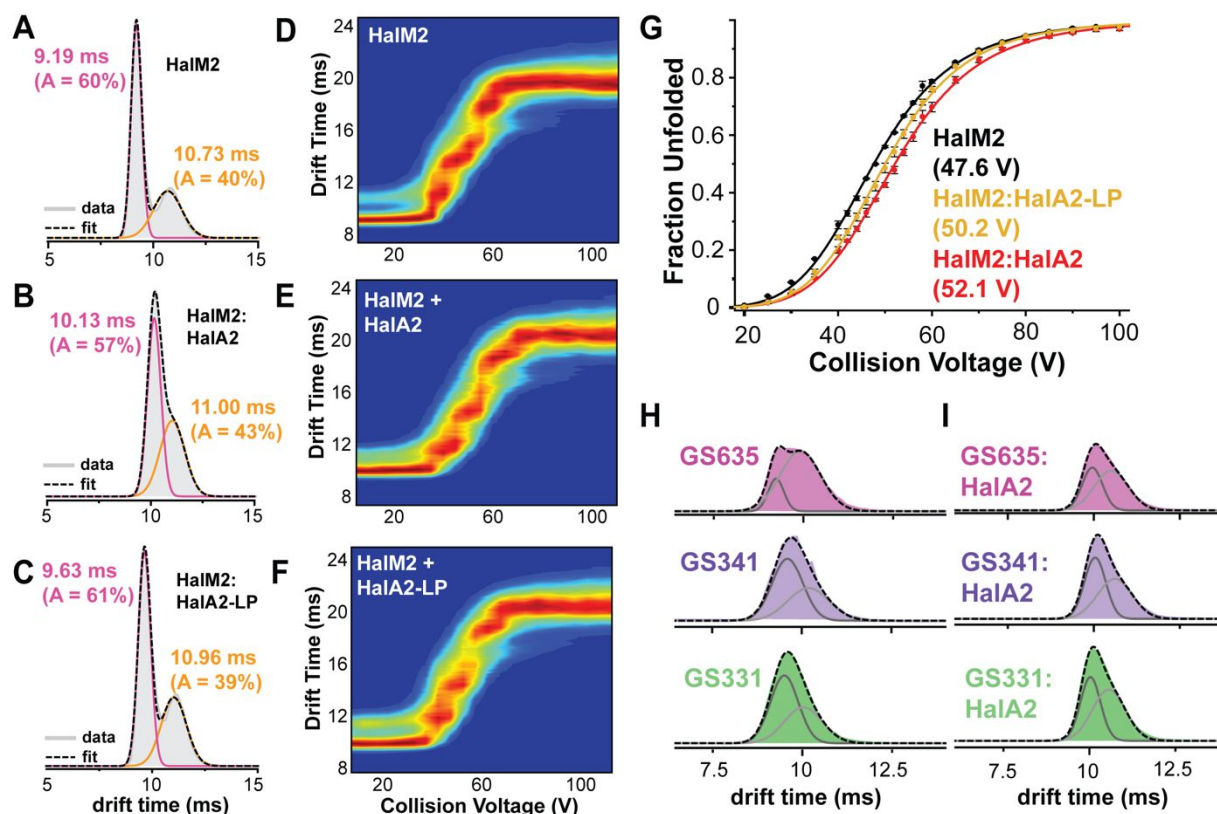 A
9.19 ms
(A = 60%)
HalM2
10.73 ms
(A = 40%)
data
fit
5 10 15
B
10.13 ms
(A = 57%)
HalM2:
HalA2
11.00 ms
(A = 43%)
data
fit
5 10 15
C
9.63 ms
(A = 61%)
HalM2:
HalA2-LP
10.96 ms
(A = 39%)
data
fit
5 10 15
drift time (ms)
D
HalM2
Drift Time (ms)
24
20
16
12
8
20 60 100
E
HalM2 +
HalA2
Drift Time (ms)
24
20
16
12
8
20 60 100
F
HalM2 +
HalA2-LP
Drift Time (ms)
24
20
16
12
8
20 60 100
Collision Voltage (V)
G
Fraction Unfolded
0.8
0.6
0.4
0.2
0
HalM2
(47.6 V)
HalM2:HalA2-LP
(50.2 V)
HalM2:HalA2
(52.1 V)
20 40 60 80 100
Collision Voltage (V)
H
GS635
GS341
GS331
7.5 10 12.5
drift time (ms)
I
GS635:
HalA2
GS341:
HalA2
GS331:
HalA2
7.5 10 12.5
drift time (ms)